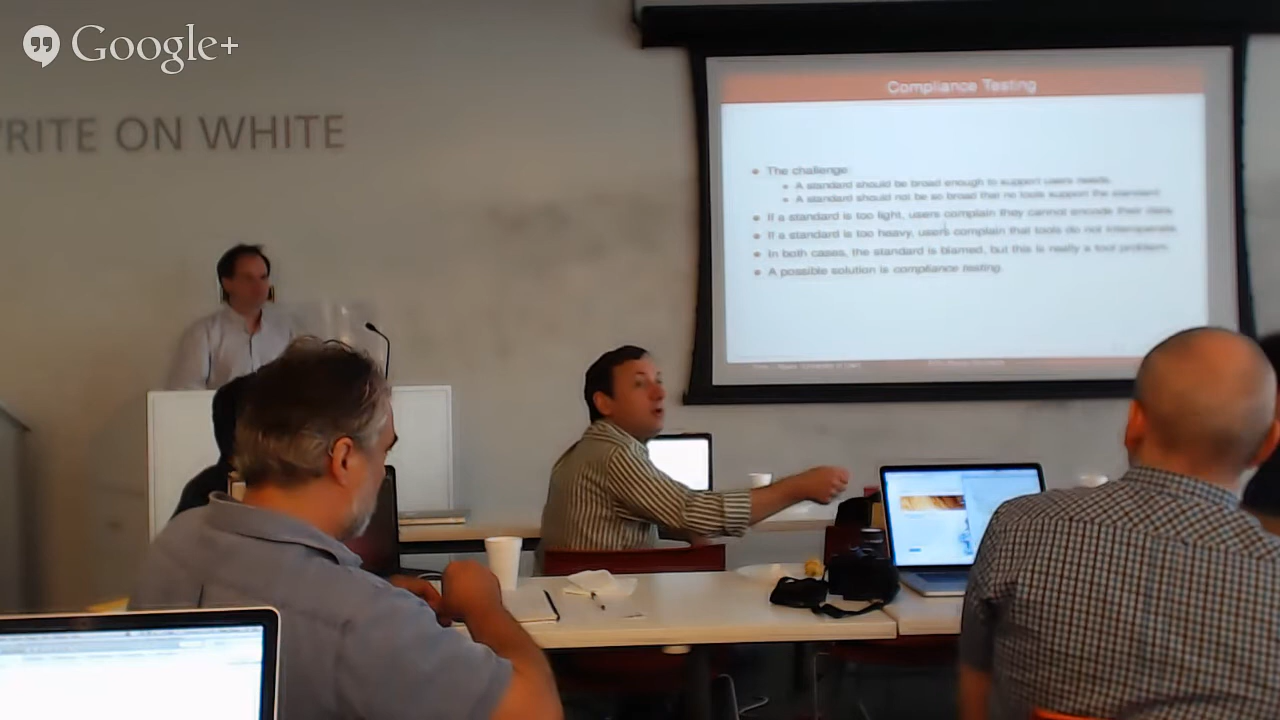 Google+
WRITE ON WHITE
Compliance Testing
The challenge:
A standard should be broad enough to support users needs.
A standard should not be so broad that no tools support the standard.
If a standard is too light, users complain they cannot encode their data.
If a standard is too heavy, users complain that tools do not interoperate.
In both cases, the standard is blamed, but this is really a tool problem.
A possible solution is compliance testing.